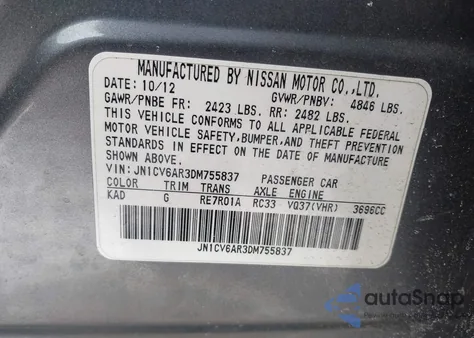 MANUFACTURED BY NISSAN MOTOR CO.,LTD.
DATE: 10/12 GVWR/PNBV: 4846 LBS.
GAWR/PNBE FR: 2423 LBS. RR: 2482 LBS.
THIS VEHICLE CONFORMS TO ALL APPLICABLE FEDERAL
MOTOR VEHICLE SAFETY,BUMPER,AND THEFT PREVENTION
STANDARDS IN EFFECT ON THE DATE OF MANUFACTURE
SHOWN ABOVE.
VIN: JN1CV6AR3DM755837 PASSENGER CAR
COLOR TRIM TRANS AXLE ENGINE
KAD G RE7R01A RC33 VQ37(VHR) 3696CC
JN1CV6AR3DM755837
autoSnap